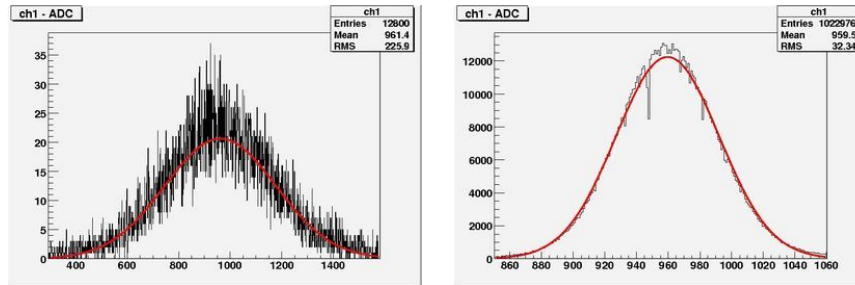 ch1 - ADC
ch1
Entries 12800
Mean 961.4
RMS 225.9
35
30
25
20
15
10
5
0
400 600 800 1000 1200 1400
ch1 - ADC
ch1
Entries 1022976
Mean 959.5
RMS 32.34
12000
10000
8000
6000
4000
2000
0
860 880 900 920 940 960 980 1000 1020 1040 1060